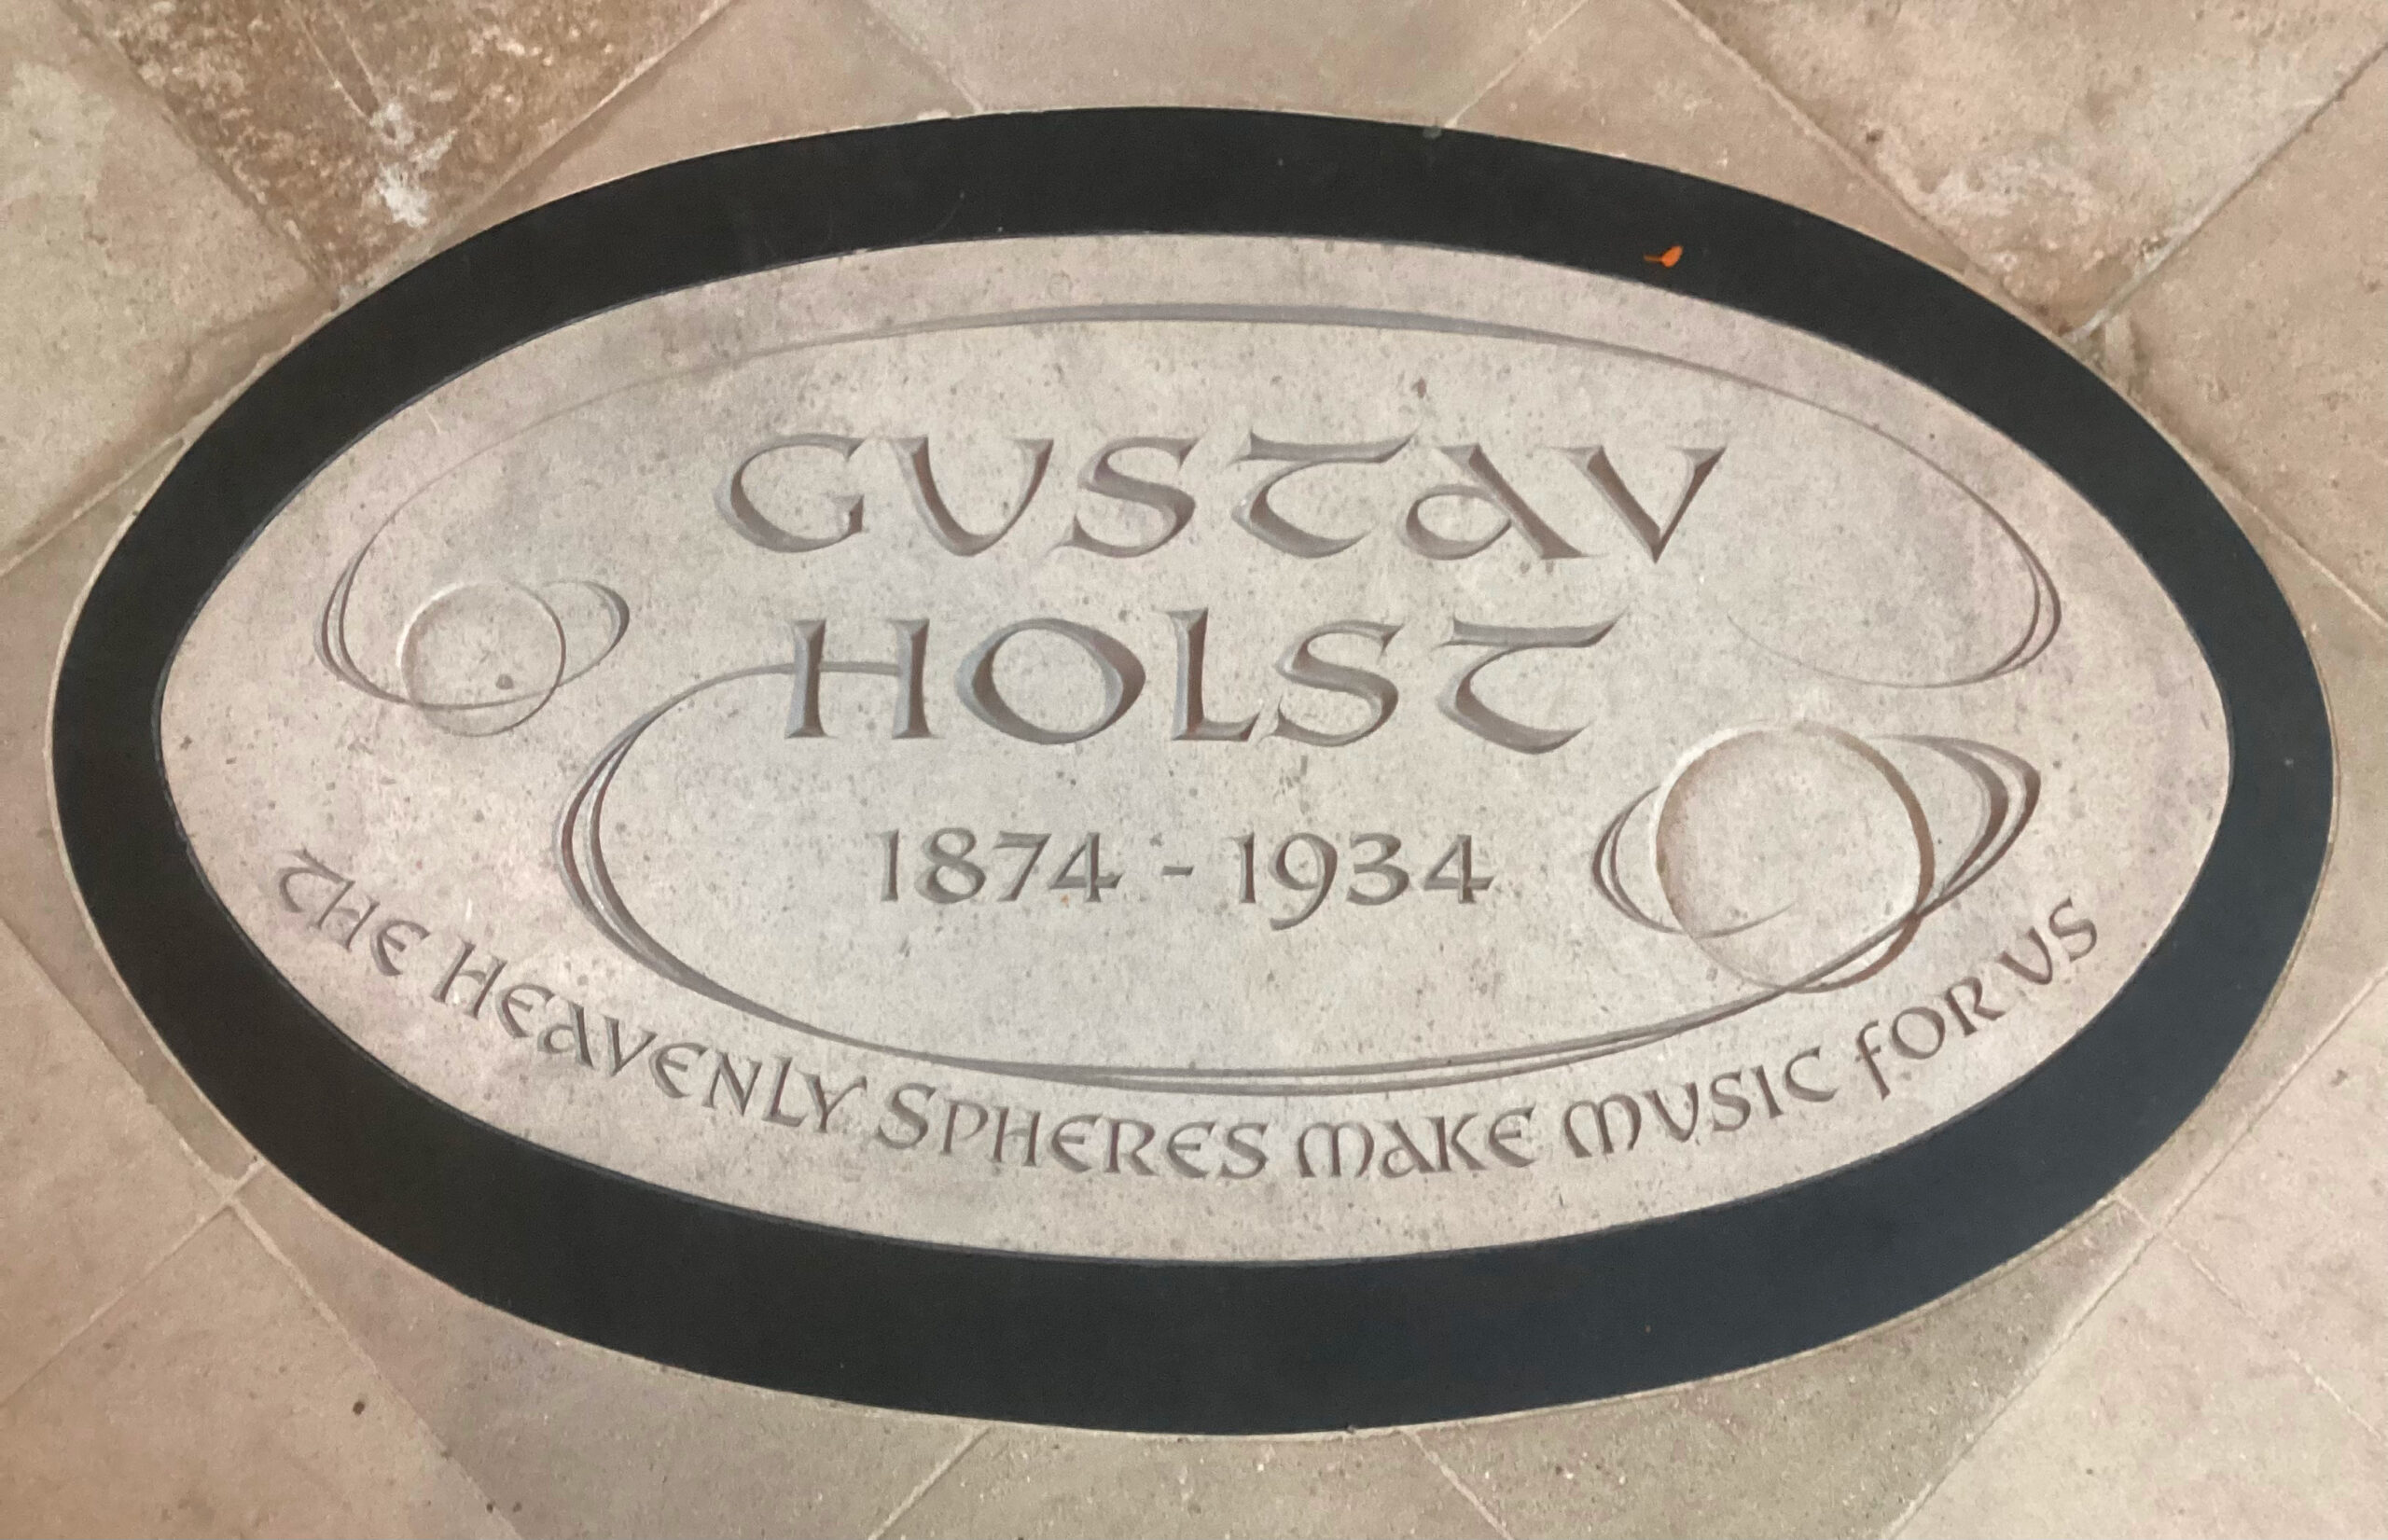 GUSTAV
HOLST
1874 - 1934
THE HEAVENLY SPHERES MAKE MUSIC FOR US